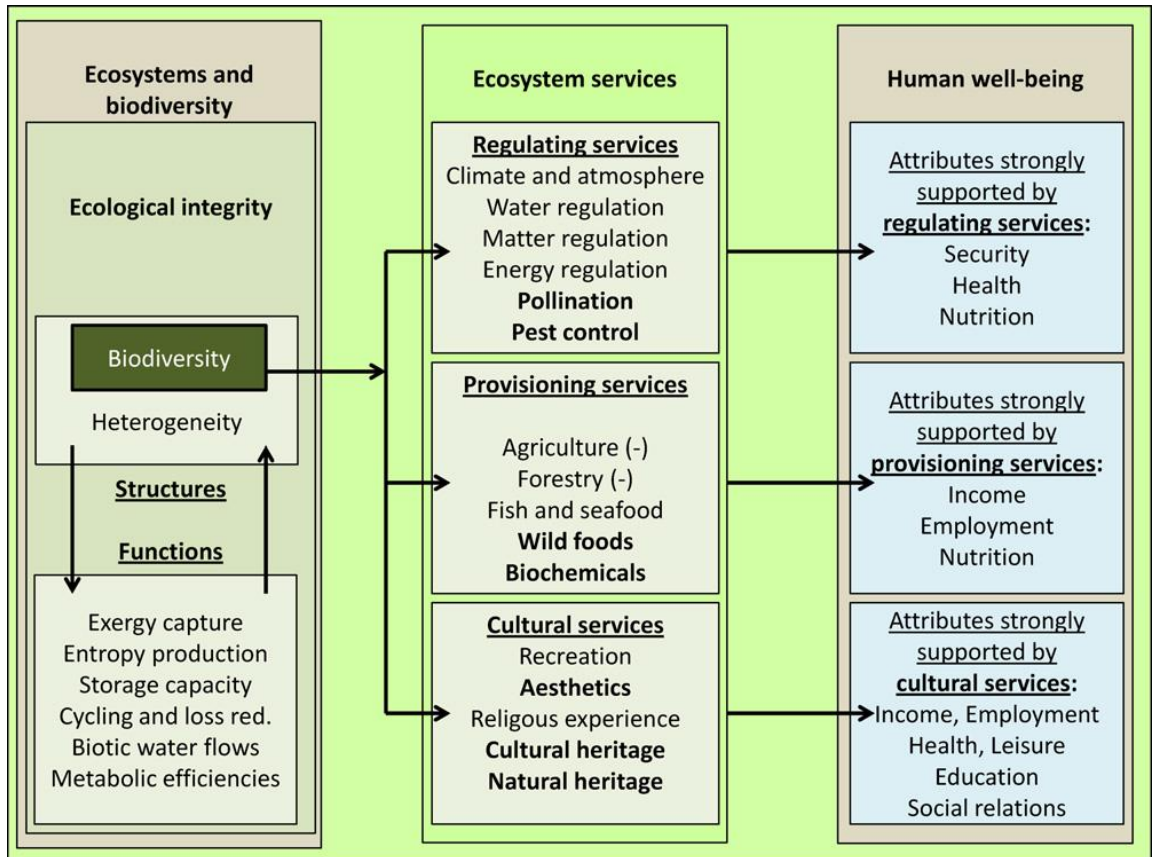 Ecosystems and
biodiversity
Ecological integrity
Biodiversity
Heterogeneity
Structures
Functions
Exergy capture
Entropy production
Storage capacity
Cycling and loss red.
Biotic water flows
Metabolic efficiencies
Ecosystem services
Regulating services
Climate and atmosphere
Water regulation
Matter regulation
Energy regulation
Pollination
Pest control
Provisioning services
Agriculture (-)
Forestry (-)
Fish and seafood
Wild foods
Biochemicals
Cultural services
Recreation
Aesthetics
Religous experience
Cultural heritage
Natural heritage
Human well-being
Attributes strongly
supported by
regulating services:
Security
Health
Nutrition
Attributes strongly
supported by
provisioning services:
Income
Employment
Nutrition
Attributes strongly
supported by
cultural services:
Income, Employment
Health, Leisure
Education
Social relations